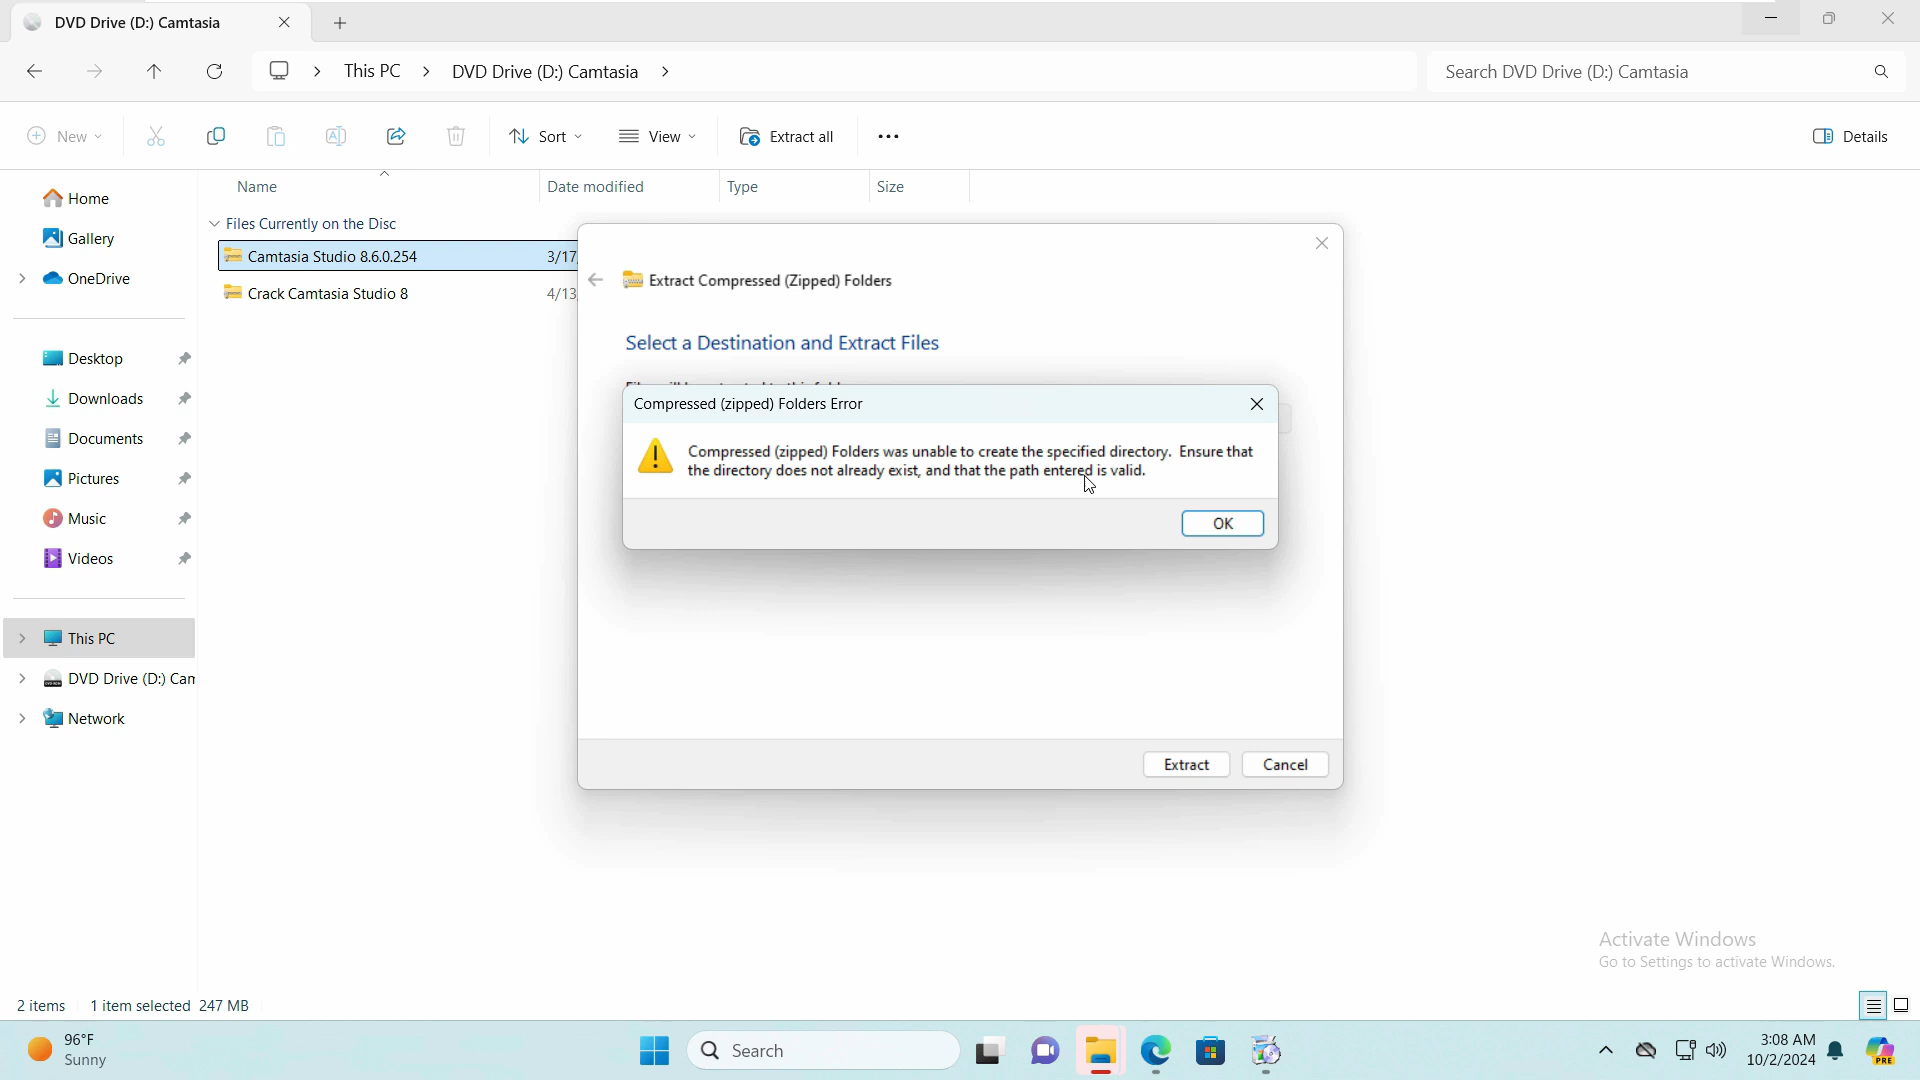 DVD Drive (D:) Camtasia
This PC > DVD Drive (D:) Camtasia >
Search DVD Drive (D:) Camtasia
New
Sort
View
Extract all
Details
Name
Date modified
Type
Size
Home
Gallery
OneDrive
Desktop
Downloads
Documents
Pictures
Music
Videos
This PC
DVD Drive (D:) Cam
Network
Files Currently on the Disc
Camtasia Studio 8.6.0.254 3/17
Crack Camtasia Studio 8 4/13
Extract Compressed (Zipped) Folders
Select a Destination and Extract Files
Compressed (zipped) Folders Error
Compressed (zipped) Folders was unable to create the specified directory. Ensure that
the directory does not already exist, and that the path entered is valid.
OK
Extract
Cancel
Activate Windows
Go to Settings to activate Windows.
2 items 1 item selected 247 MB
96°F
Sunny
Search
3:08 AM
10/2/2024
PRE